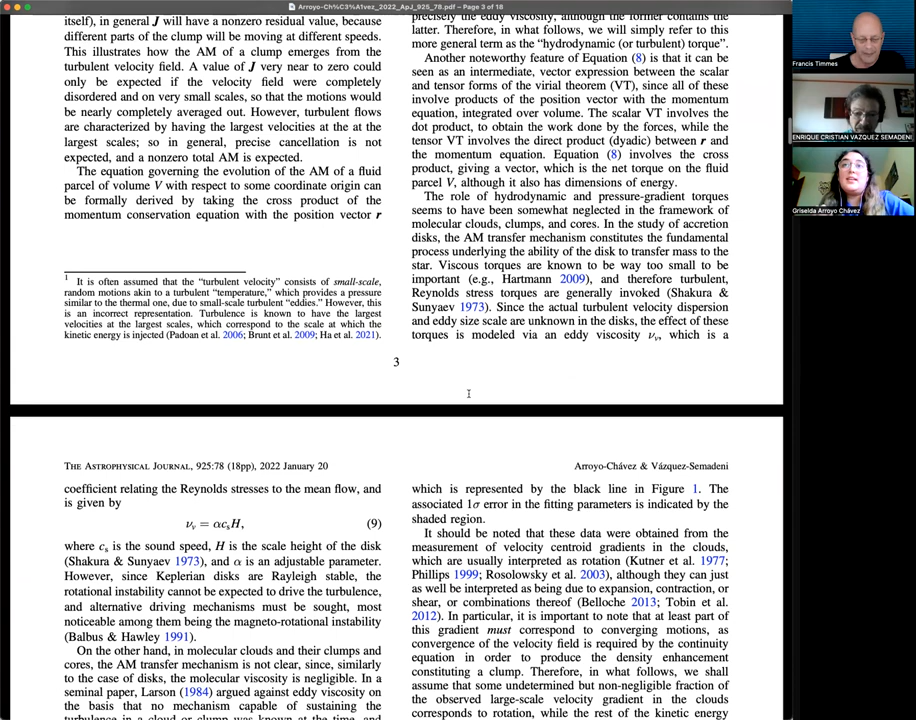 Arroyo-Ch%C3%A1vez_2022_ApJ_925_78.pdf – Page 3 of 18
itself), in general J will have a nonzero residual value, because
different parts of the clump will be moving at different speeds.
This illustrates how the AM of a clump emerges from the
turbulent velocity field. A value of J very near to zero could
only be expected if the velocity field were completely
disordered and on very small scales, so that the motions would
be nearly completely averaged out. However, turbulent flows
are characterized by having the largest velocities at the at the
largest scales; so in general, precise cancellation is not
expected, and a nonzero total AM is expected.
The equation governing the evolution of the AM of a fluid
parcel of volume V with respect to some coordinate origin can
be formally derived by taking the cross product of the
momentum conservation equation with the position vector r
1 It is often assumed that the “turbulent velocity” consists of small-scale,
random motions akin to a turbulent “temperature,” which provides a pressure
similar to the thermal one, due to small-scale turbulent “eddies.” However, this
is an incorrect representation. Turbulence is known to have the largest
velocities at the largest scales, which correspond to the scale at which the
kinetic energy is injected (Padoan et al. 2006; Brunt et al. 2009; Ha et al. 2021).
precisely the eddy viscosity, although the former contains the
latter. Therefore, in what follows, we will simply refer to this
more general term as the “hydrodynamic (or turbulent) torque”.
Another noteworthy feature of Equation (8) is that it can be
seen as an intermediate, vector expression between the scalar
and tensor forms of the virial theorem (VT), since all of these
involve products of the position vector with the momentum
equation, integrated over volume. The scalar VT involves the
dot product, to obtain the work done by the forces, while the
tensor VT involves the direct product (dyadic) between r and
the momentum equation. Equation (8) involves the cross
product, giving a vector, which is the net torque on the fluid
parcel V, although it also has dimensions of energy.
The role of hydrodynamic and pressure-gradient torques
seems to have been somewhat neglected in the framework of
molecular clouds, clumps, and cores. In the study of accretion
disks, the AM transfer mechanism constitutes the fundamental
process underlying the ability of the disk to transfer mass to the
star. Viscous torques are known to be way too small to be
important (e.g., Hartmann 2009), and therefore turbulent,
Reynolds stress torques are generally invoked (Shakura &
Sunyaev 1973). Since the actual turbulent velocity dispersion
and eddy size scale are unknown in the disks, the effect of these
torques is modeled via an eddy viscosity νv, which is a
3
THE ASTROPHYSICAL JOURNAL, 925:78 (18pp), 2022 January 20
Arroyo-Chávez & Vázquez-Semadeni
coefficient relating the Reynolds stresses to the mean flow, and
is given by
νv = αcsH, (9)
where cs is the sound speed, H is the scale height of the disk
(Shakura & Sunyaev 1973), and α is an adjustable parameter.
However, since Keplerian disks are Rayleigh stable, the
rotational instability cannot be expected to drive the turbulence,
and alternative driving mechanisms must be sought, most
noticeable among them being the magneto-rotational instability
(Balbus & Hawley 1991).
On the other hand, in molecular clouds and their clumps and
cores, the AM transfer mechanism is not clear, since, similarly
to the case of disks, the molecular viscosity is negligible. In a
seminal paper, Larson (1984) argued against eddy viscosity on
the basis that no mechanism capable of sustaining the
turbulence in a cloud or clump was known at the time, and
which is represented by the black line in Figure 1. The
associated 1σ error in the fitting parameters is indicated by the
shaded region.
It should be noted that these data were obtained from the
measurement of velocity centroid gradients in the clouds,
which are usually interpreted as rotation (Kutner et al. 1977;
Phillips 1999; Rosolowsky et al. 2003), although they can just
as well be interpreted as being due to expansion, contraction, or
shear, or combinations thereof (Belloche 2013; Tobin et al.
2012). In particular, it is important to note that at least part of
this gradient must correspond to converging motions, as
convergence of the velocity field is required by the continuity
equation in order to produce the density enhancement
constituting a clump. Therefore, in what follows, we shall
assume that some undetermined but non-negligible fraction of
the observed large-scale velocity gradient in the clouds
corresponds to rotation, while the rest of the kinetic energy
Francis Timmes
ENRIQUE CRISTIAN VAZQUEZ SEMADENI
Griselda Arroyo Chávez